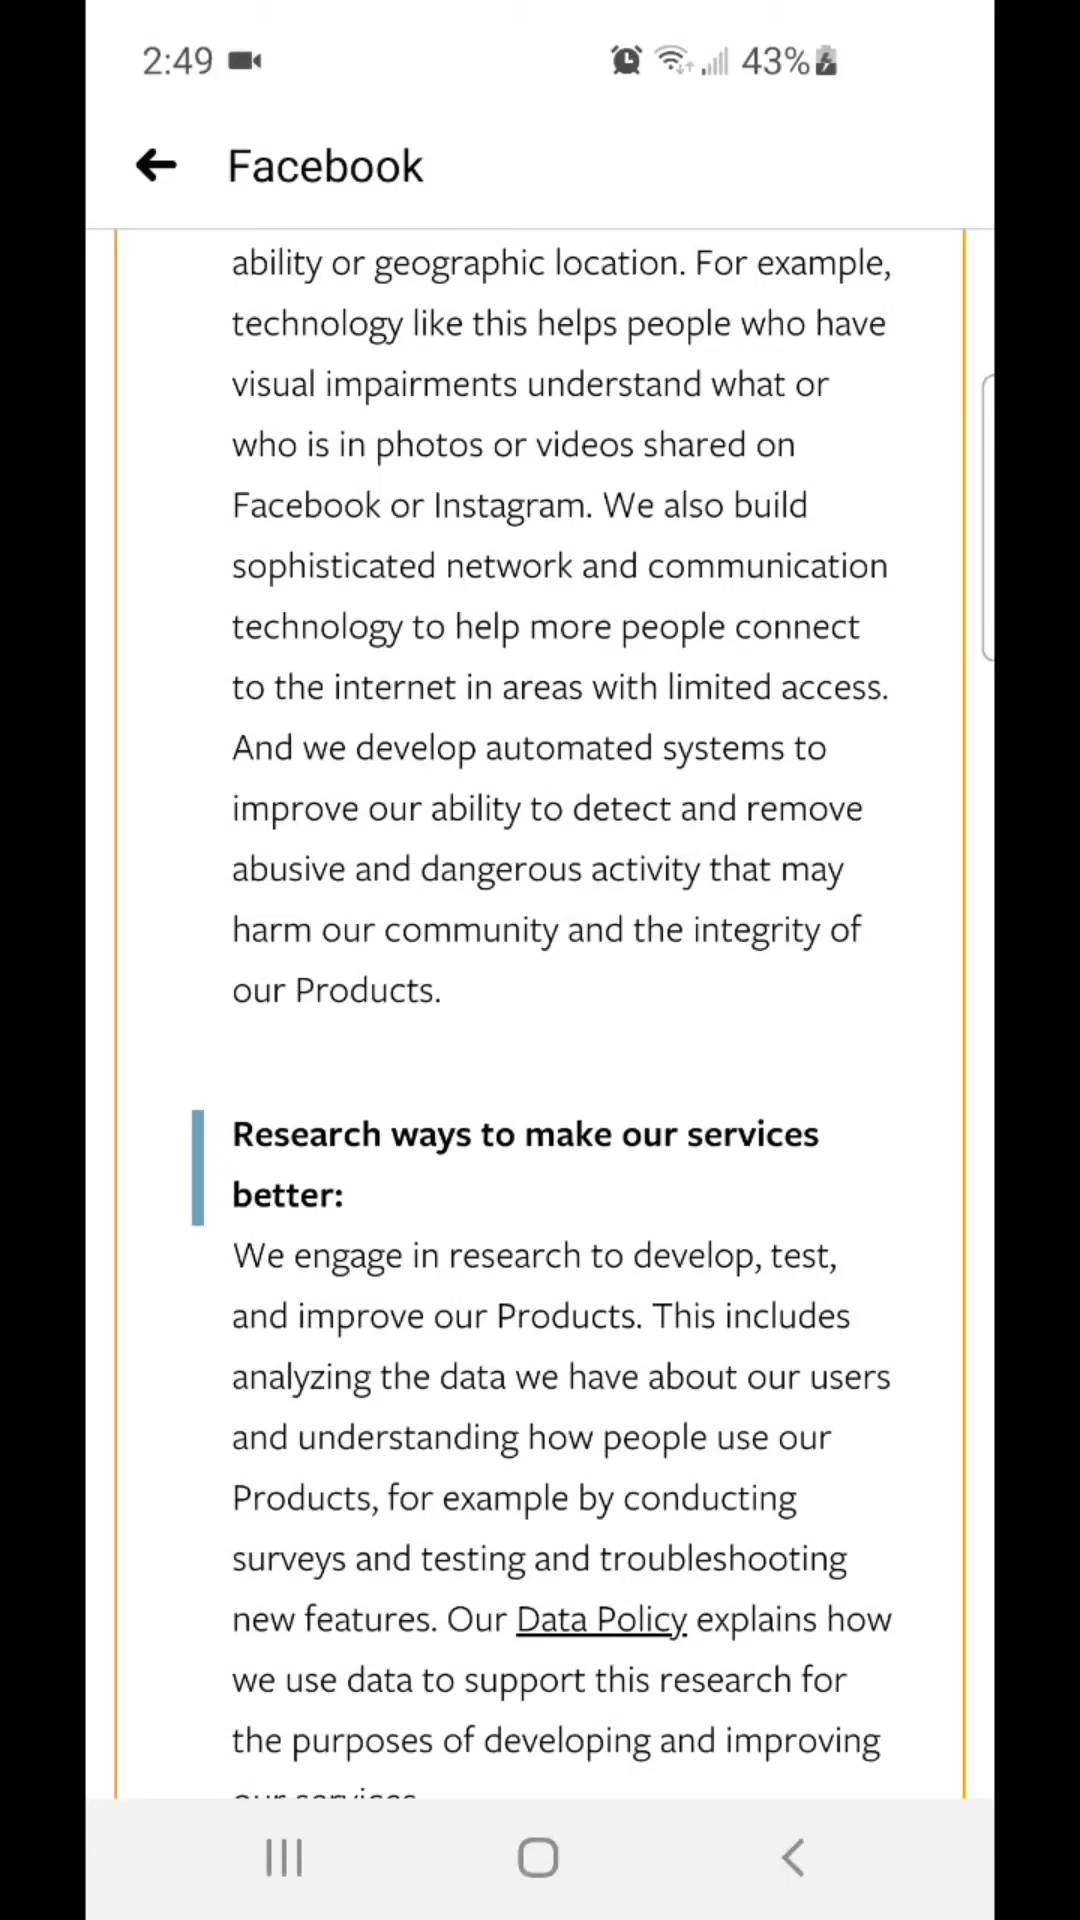 2:49 43%
Facebook
ability or geographic location. For example,
technology like this helps people who have
visual impairments understand what or
who is in photos or videos shared on
Facebook or Instagram. We also build
sophisticated network and communication
technology to help more people connect
to the internet in areas with limited access.
And we develop automated systems to
improve our ability to detect and remove
abusive and dangerous activity that may
harm our community and the integrity of
our Products.
Research ways to make our services
better:
We engage in research to develop, test,
and improve our Products. This includes
analyzing the data we have about our users
and understanding how people use our
Products, for example by conducting
surveys and testing and troubleshooting
new features. Our Data Policy explains how
we use data to support this research for
the purposes of developing and improving
our services